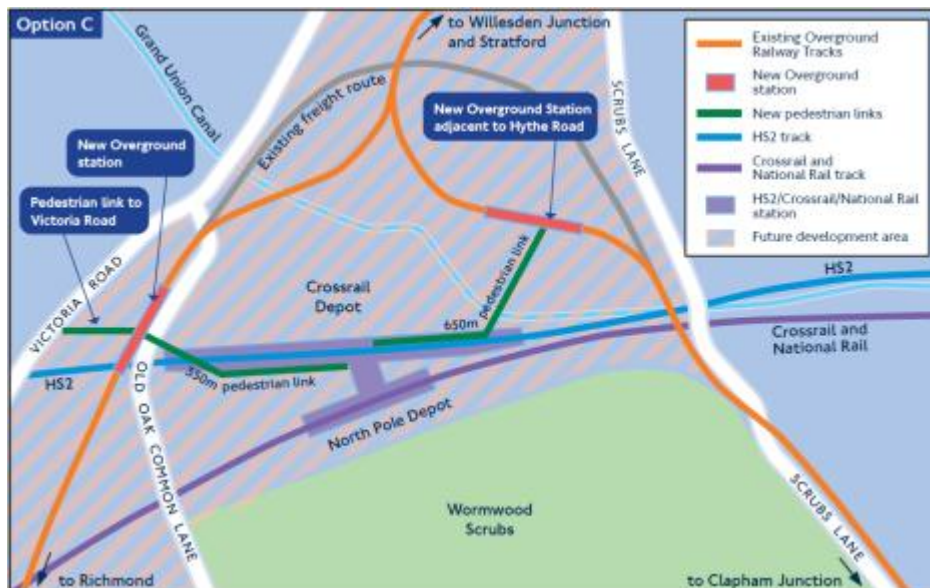 Option C
to Willesden Junction
and Stratford
Grand Union Canal
Existing freight route
SCRUBS LANE
New Overground
station
New Overground Station
adjacent to Hythe Road
Pedestrian link to
Victoria Road
Existing Overground
Railway Tracks
New Overground
station
New pedestrian links
HS2 track
Crossrail and
National Rail track
HS2/Crossrail/National Rail
station
Future development area
VICTORIA ROAD
Crossrail
Depot
650m
pedestrian link
HS2
Crossrail and
National Rail
HS2
350m pedestrian link
OLD OAK COMMON LANE
North Pole Depot
Wormwood
Scrubs
SCRUBS LANE
to Richmond
to Clapham Junction